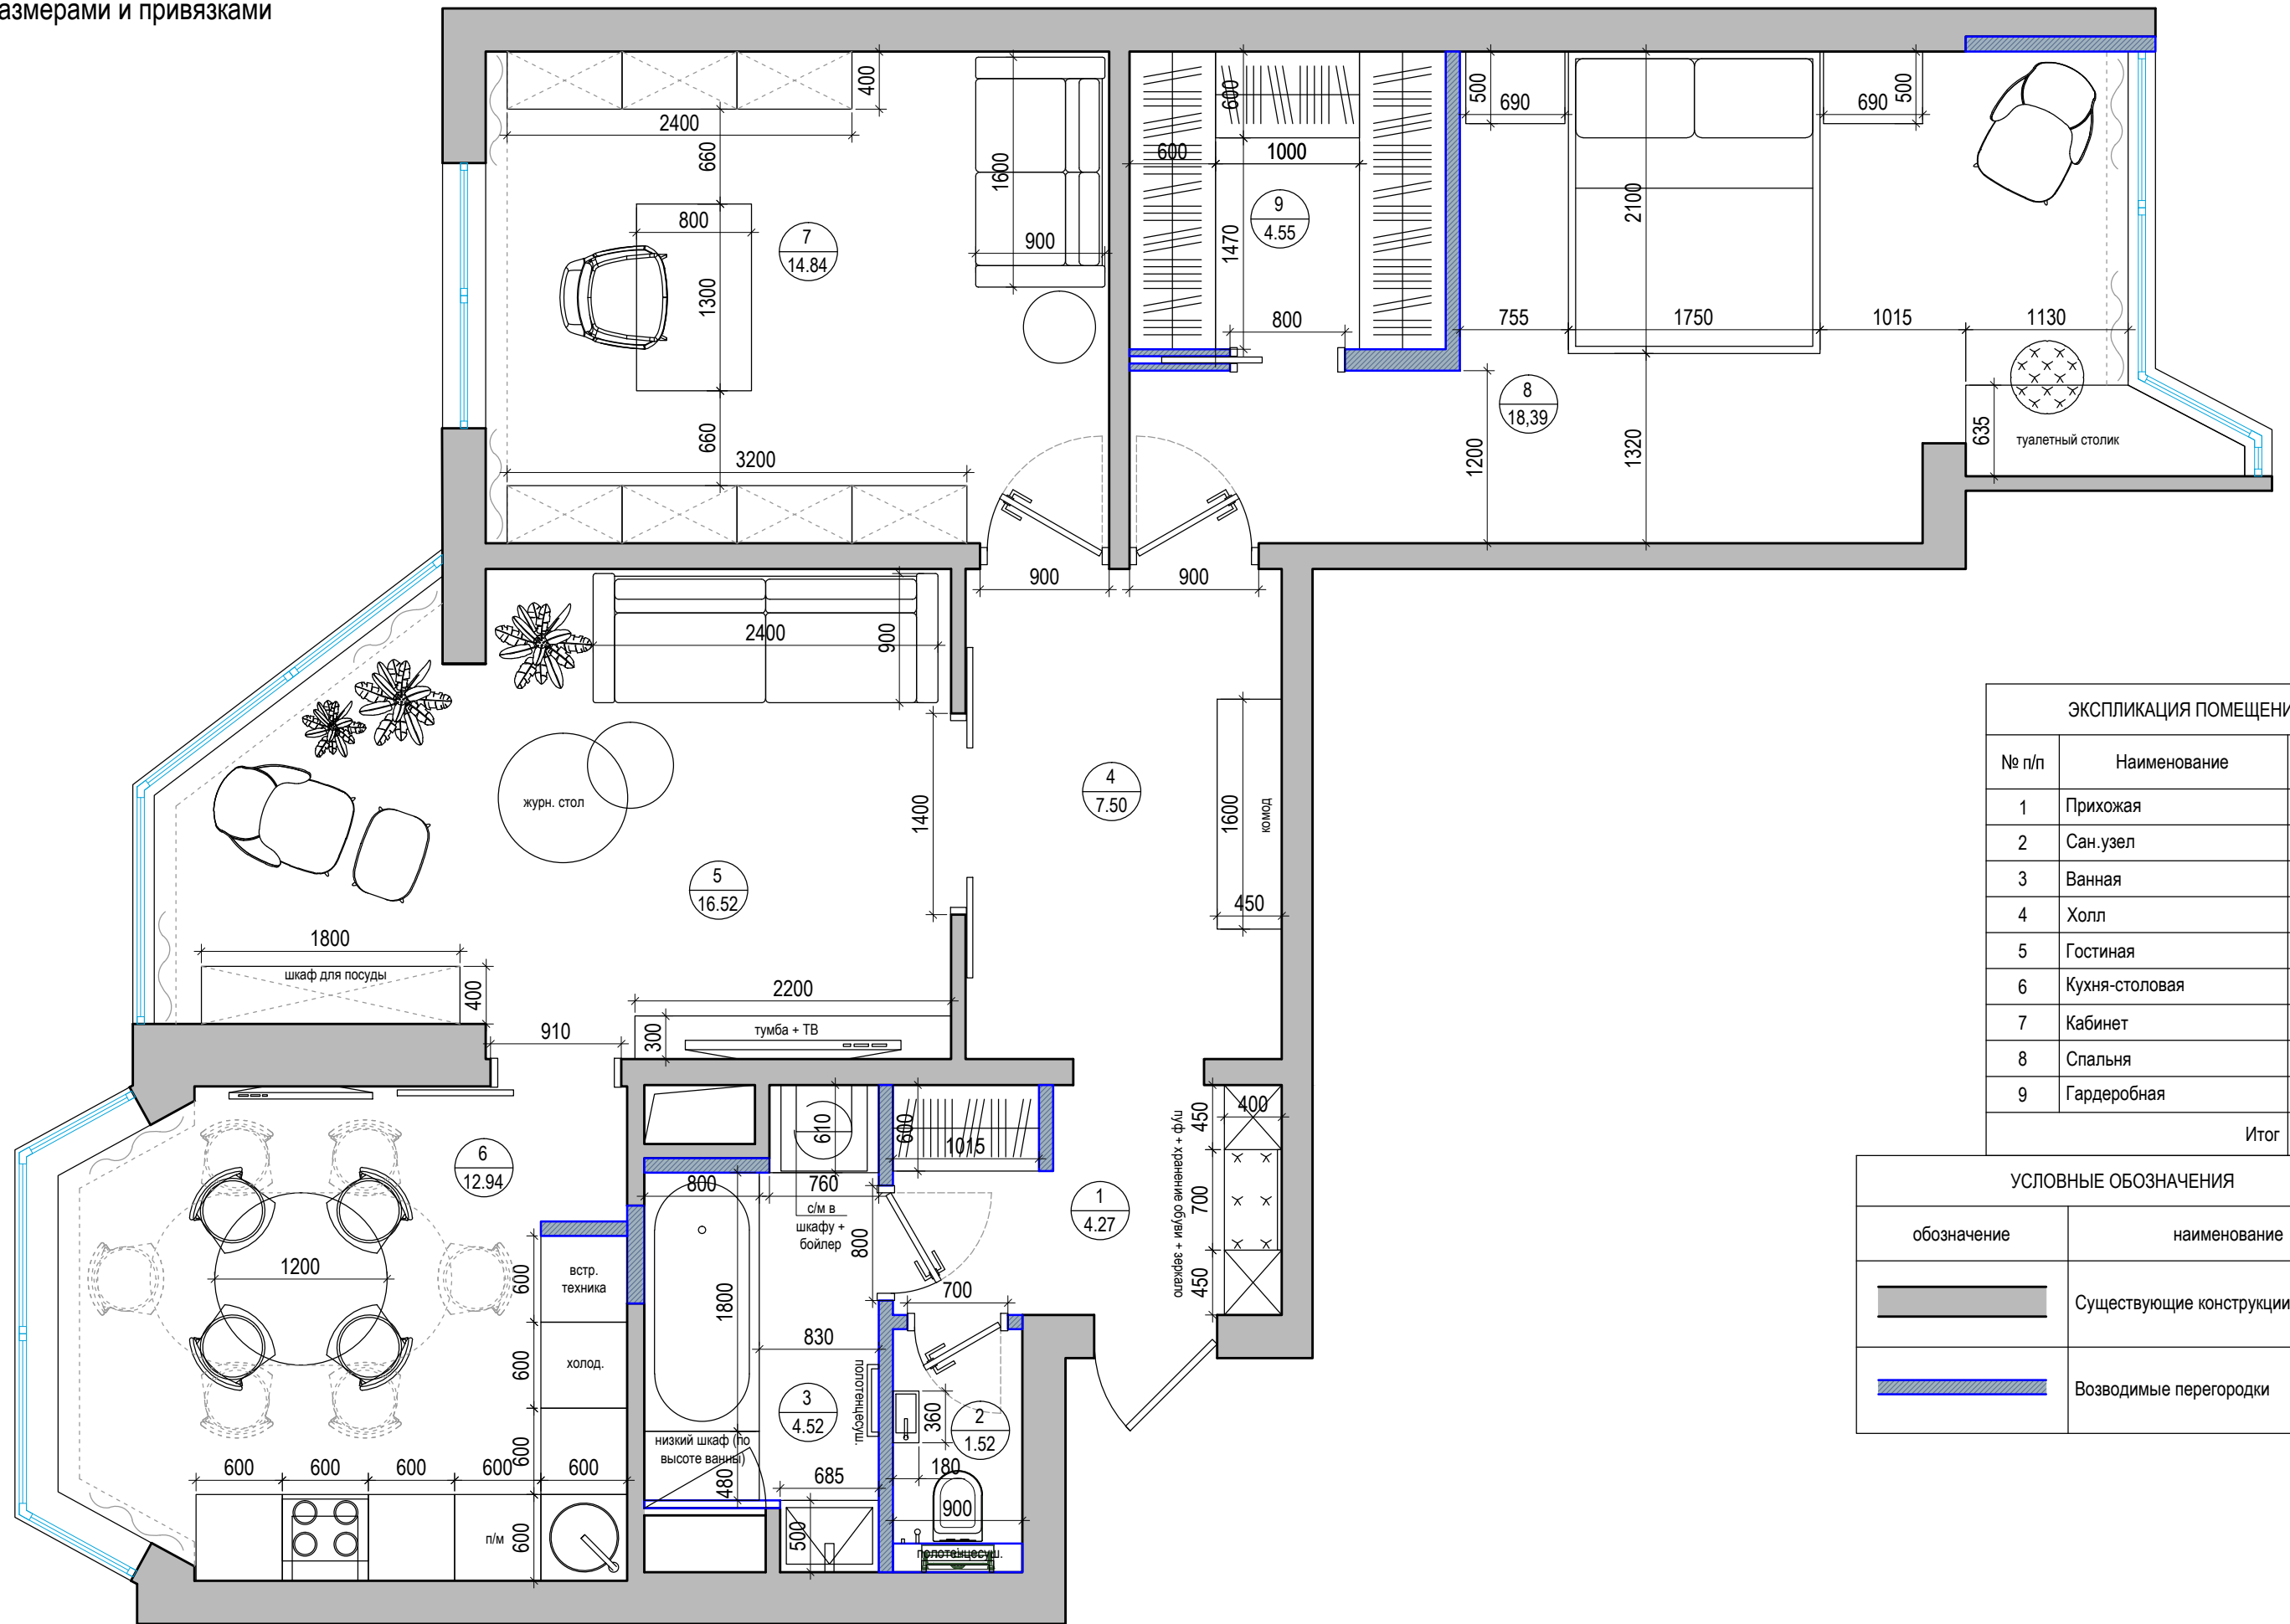 азмерами и привязками
400
2400
660
1600
800
7
14.84
900
1300
660
3200
600
600
1000
9
4.55
1470
800
500
690
690
500
2100
755
1750
1015
1130
8
18,39
1200
1320
635
туалетный столик
900
900
2400
900
журн. стол
1400
4
7.50
1600
комод
450
5
16.52
1800
шкаф для посуды
400
2200
910
300
тумба + ТВ
6
12.94
1200
600
встр.
техника
600
холод.
600
600
600
600
600
600
600
п/м
610
600
1015
800
760
с/м в
шкафу +
бойлер
800
1800
830
полотенцесуш.
3
4.52
низкий шкаф (по
высоте ванны)
480
685
500
1
4.27
пуф + хранение обуви + зеркало
450
400
700
450
700
360
2
1.52
180
900
полотенцесуш.
ЭКСПЛИКАЦИЯ ПОМЕЩЕНИ
№ п/п Наименование
1 Прихожая
2 Сан.узел
3 Ванная
4 Холл
5 Гостиная
6 Кухня-столовая
7 Кабинет
8 Спальня
9 Гардеробная
Итог
УСЛОВНЫЕ ОБОЗНАЧЕНИЯ
обозначение наименование
Существующие конструкции
Возводимые перегородки